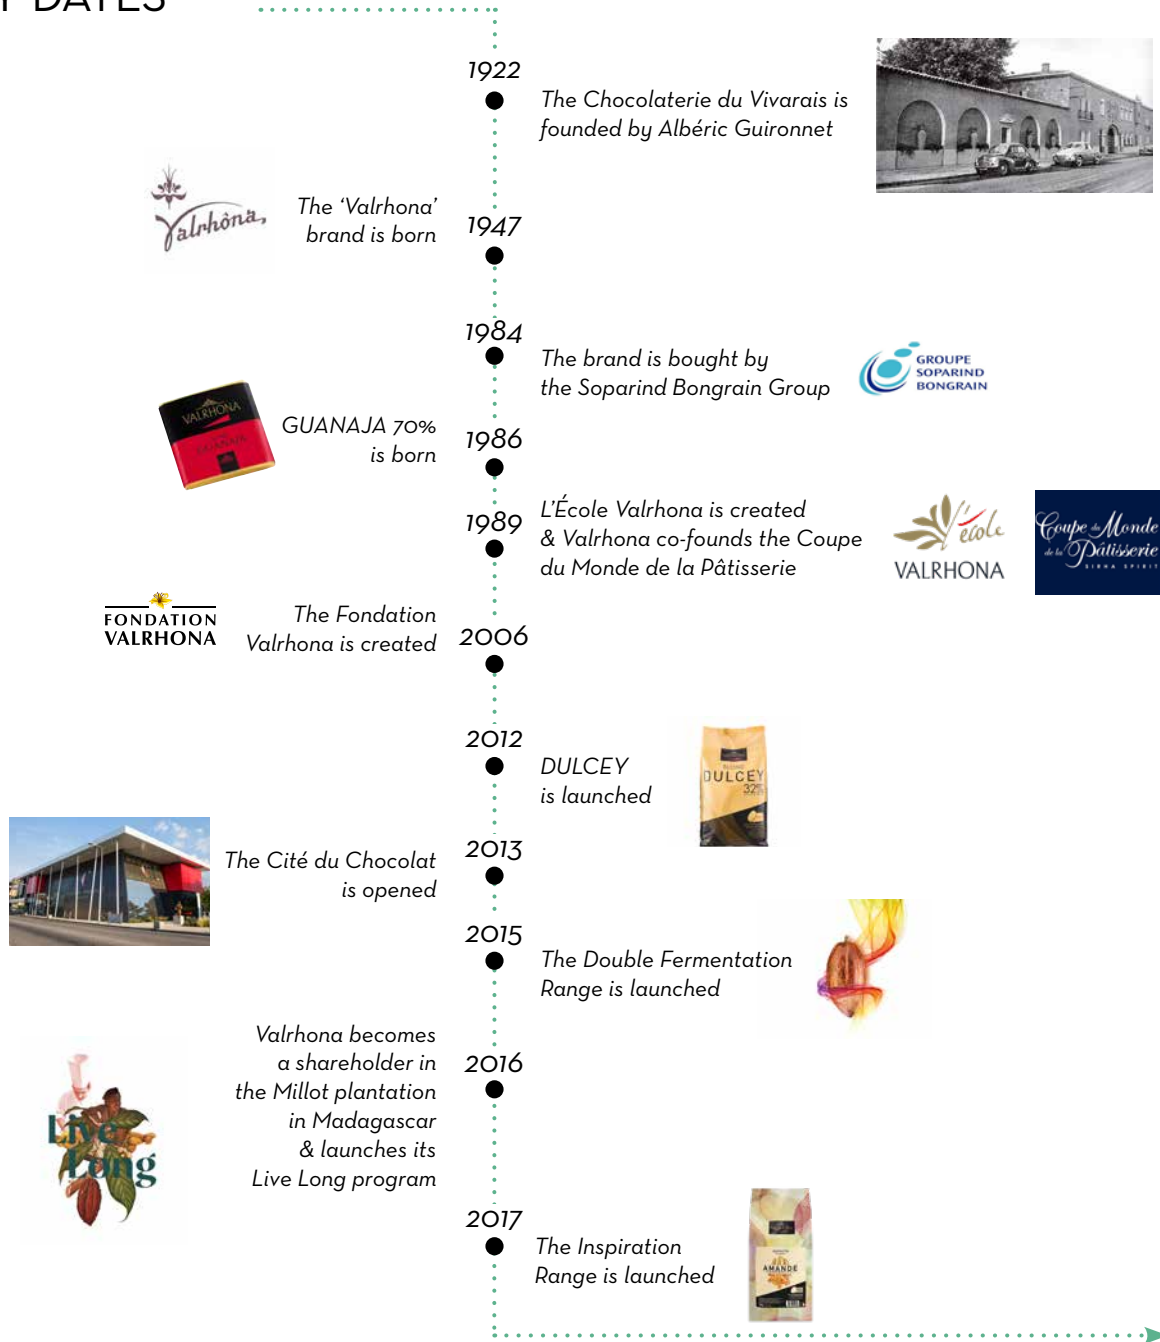 DATES
1922
The Chocolaterie du Vivarais is
founded by Albéric Guironnet
Valrhôna
The ‘Valrhona’
brand is born
1947
1984
The brand is bought by
the Soparind Bongrain Group
GROUPE
SOPARIND
BONGRAIN
VALRHONA
GUANAJA
GUANAJA 70%
is born
1986
1989
L’École Valrhona is created
& Valrhona co-founds the Coupe
du Monde de la Pâtisserie
l’école
VALRHONA
Coupe du Monde
de la Pâtisserie
SIRHA SPIRIT
FONDATION
VALRHONA
The Fondation
Valrhona is created
2006
2012
DULCEY
is launched
DULCEY
32%
The Cité du Chocolat
is opened
2013
2015
The Double Fermentation
Range is launched
Live
Long
Valrhona becomes
a shareholder in
the Millot plantation
in Madagascar
& launches its
Live Long program
2016
2017
The Inspiration
Range is launched
AMANDE